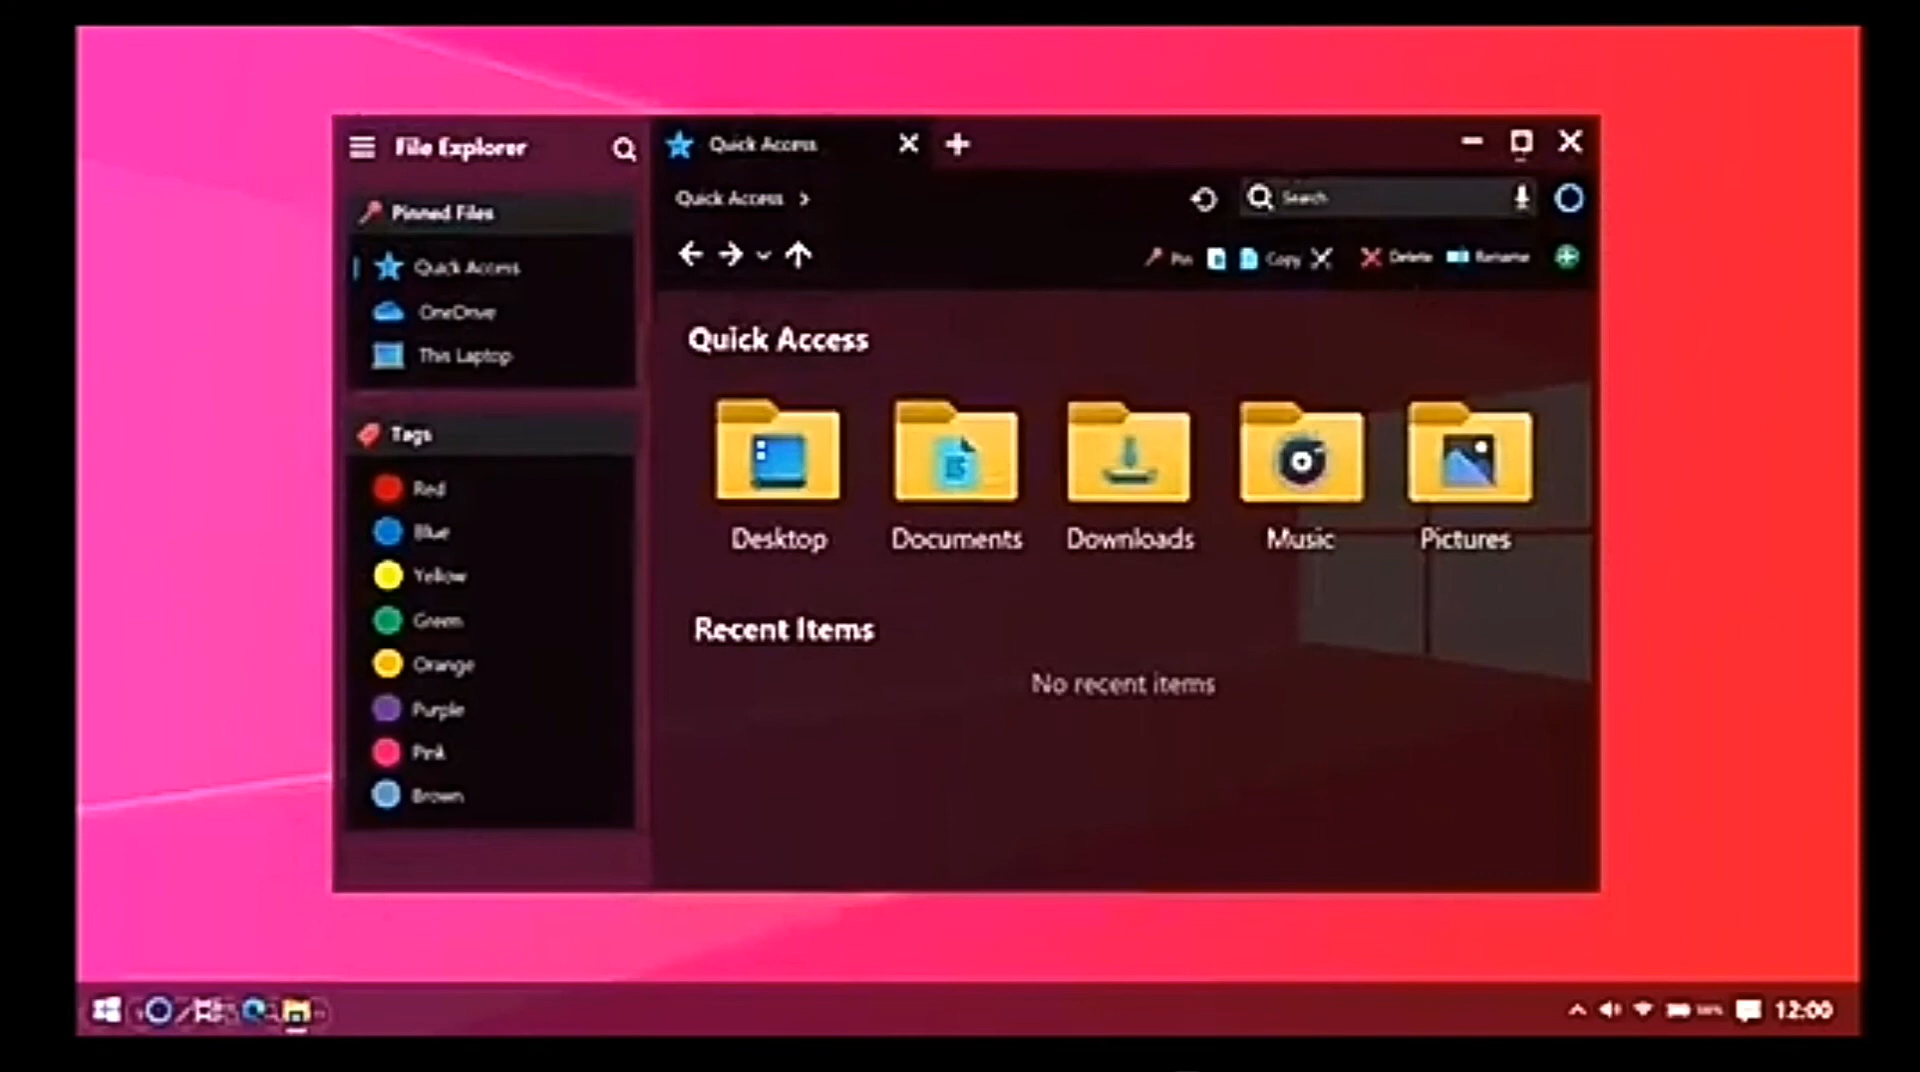 File Explorer
Quick Access
Pinned Files
Quick Access
OneDrive
This Laptop
Tags
Red
Blue
Yellow
Green
Orange
Purple
Pink
Brown
Quick Access
Search
Pin
Copy
Delete
Rename
Quick Access
Desktop
Documents
Downloads
Music
Pictures
Recent Items
No recent items
12:00